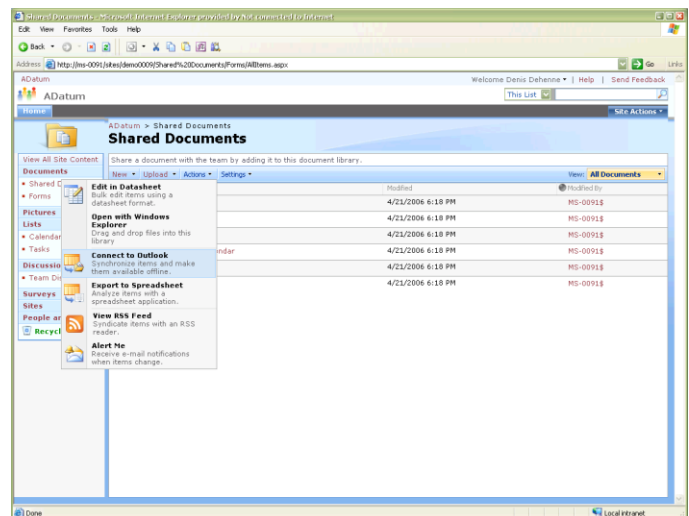 Shared Documents - Microsoft Internet Explorer provided by Not connected to Internet
Edit View Favorites Tools Help
Back
Address http://ms-0091/sites/demo0009/Shared%20Documents/Forms/AllItems.aspx Go Links
ADatum Welcome Denis Dehenne | Help | Send Feedback
ADatum This List
Home Site Actions
ADatum > Shared Documents
Shared Documents
View All Site Content Share a document with the team by adding it to this document library.
Documents New Upload Actions Settings View: All Documents
Shared D Edit in Datasheet Modified Modified By
Bulk edit items using a
Forms datasheet format. 4/21/2006 6:18 PM MS-0091$
Pictures Open with Windows 4/21/2006 6:18 PM MS-0091$
Lists Explorer
Calendar Drag and drop files into this 4/21/2006 6:18 PM MS-0091$
library
Tasks Connect to Outlook ndar 4/21/2006 6:18 PM MS-0091$
Discussio Synchronize items and make 4/21/2006 6:18 PM MS-0091$
them available offline.
Team Di Export to Spreadsheet 4/21/2006 6:18 PM MS-0091$
Surveys Analyze items with a
Sites spreadsheet application.
People an View RSS Feed
Recycl Syndicate items with an RSS
reader.
Alert Me
Receive e-mail notifications
when items change.
Done Local intranet